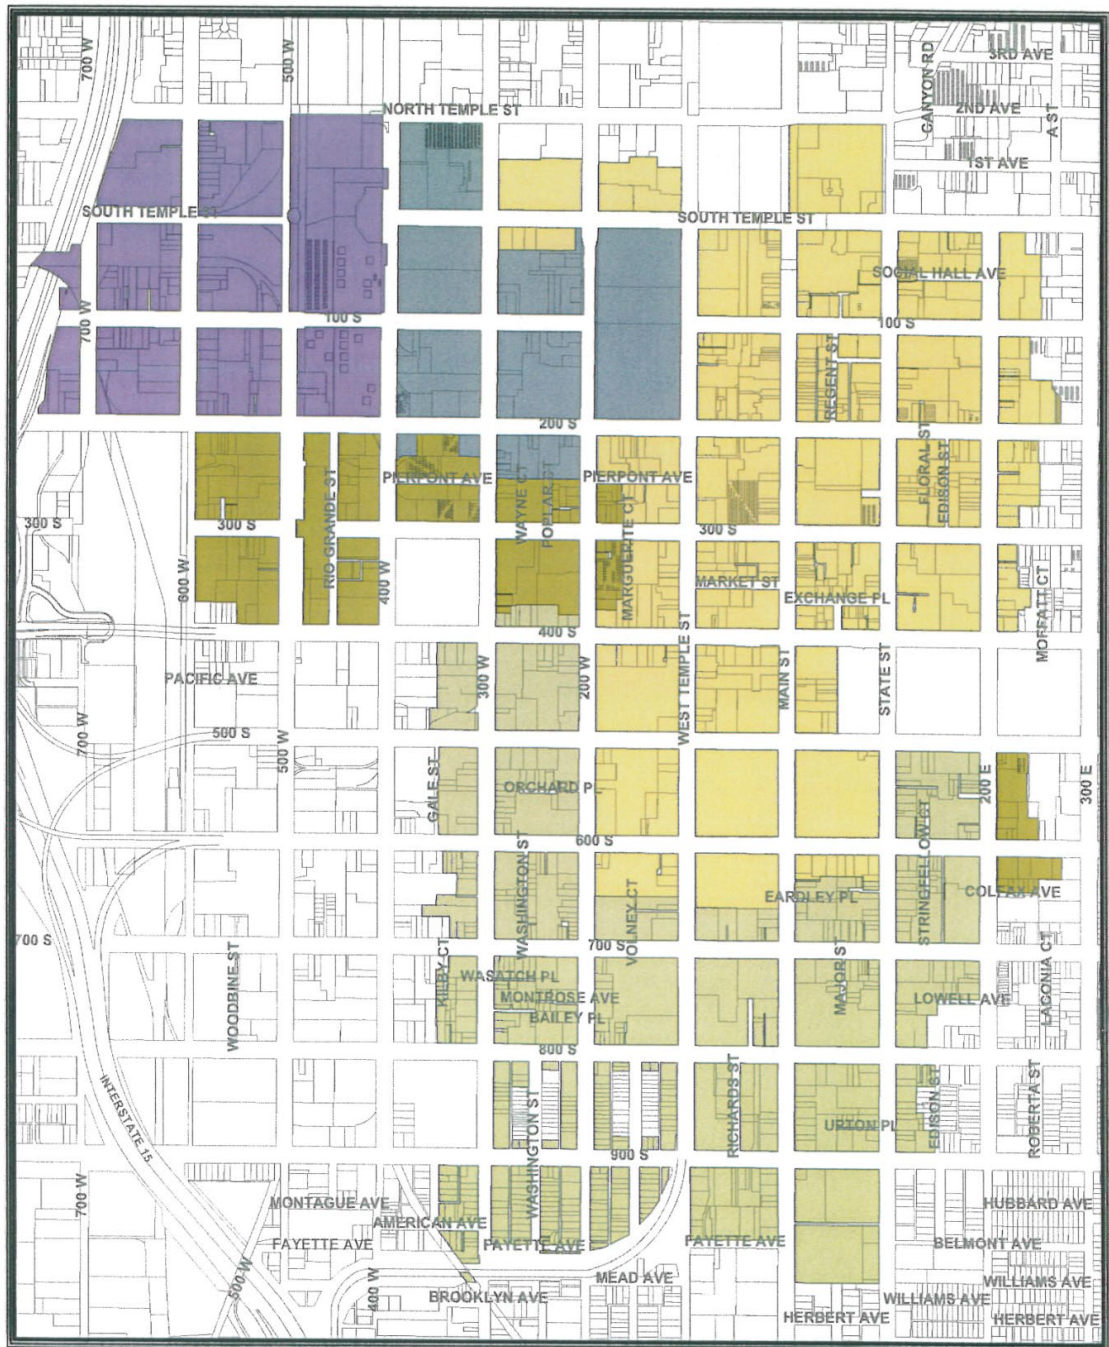 700 W
500 W
CANYON RD
3RD AVE
2ND AVE
A ST
NORTH TEMPLE ST
1ST AVE
SOUTH TEMPLE ST
SOUTH TEMPLE ST
SOCIAL HALL AVE
700 W
100 S
100 S
REGENT ST
200 S
FLORAL ST
EDISON ST
RIO GRANDE ST
PIERPONT AVE
WAYNE CT
POPLAR ST
PIERPONT AVE
300 S
300 S
300 S
MARGUERITE CT
600 W
400 W
MARKET ST
EXCHANGE PL
MOFFATT CT
400 S
PACIFIC AVE
300 W
200 W
WEST TEMPLE ST
MAIN ST
STATE ST
700 W
500 S
500 W
GALE ST
ORCHARD PL
STRINGFELLOW CT
200 E
300 E
600 S
WASHINGTON ST
VOLNEY CT
EARDLEY PL
COLFAX AVE
700 S
700 S
WOODBINE ST
KILBY CT
WASATCH PL
MONTROSE AVE
BAILEY PL
MAJOR ST
LOWELL AVE
LACONIA CT
800 S
INTERSTATE 15
WASHINGTON ST
RICHARDS ST
UPTON PL
EDISON ST
ROBERTA ST
900 S
700 W
MONTAGUE AVE
AMERICAN AVE
HUBBARD AVE
FAYETTE AVE
FAYETTE AVE
FAYETTE AVE
BELMONT AVE
500 W
400 W
MEAD AVE
WILLIAMS AVE
BROOKLYN AVE
WILLIAMS AVE
HERBERT AVE
HERBERT AVE